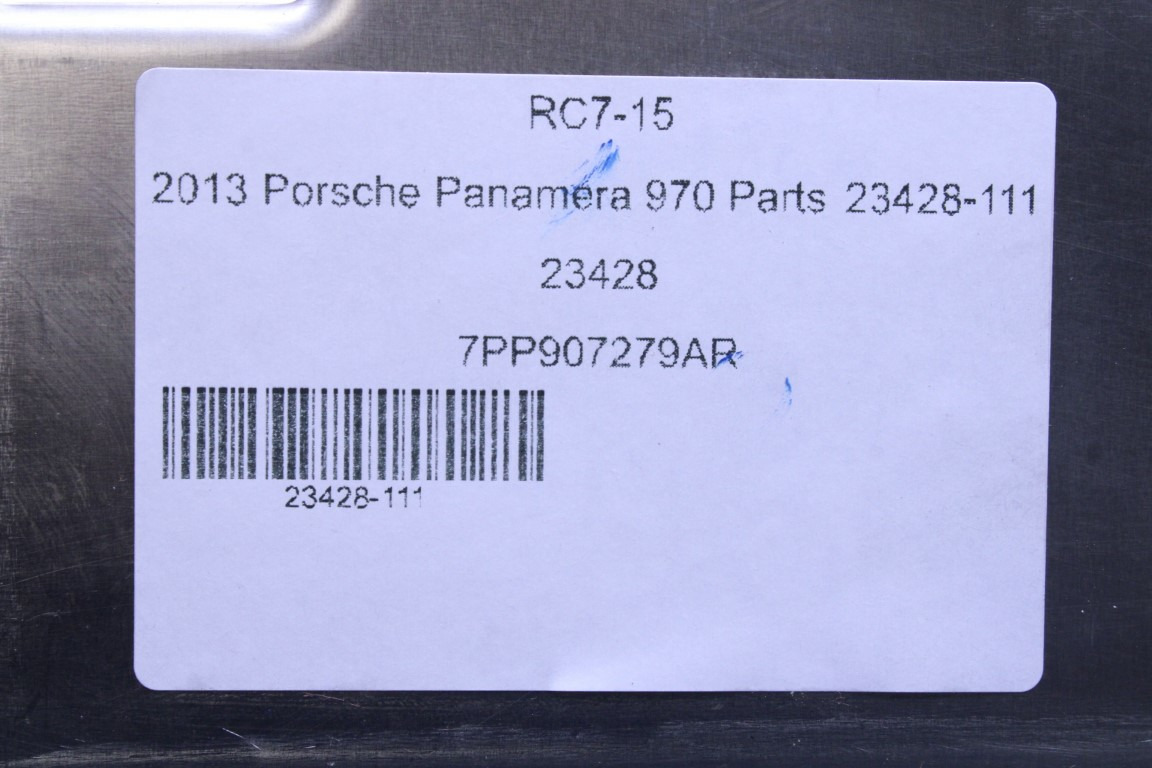 RC7-15
2013 Porsche Panamera 970 Parts 23428-111
23428
7PP907279AR
23428-111